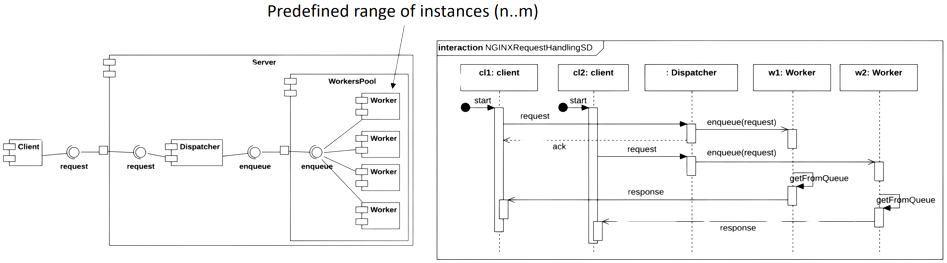 Predefined range of instances (n..m)
Server
WorkersPool
Worker
Worker
Worker
Worker
Client
Dispatcher
request
request
enqueue
enqueue
interaction NGINXRequestHandlingSD
cl1: client
cl2: client
: Dispatcher
w1: Worker
w2: Worker
start
start
request
enqueue(request)
ack
request
enqueue(request)
getFromQueue
response
getFromQueue
response